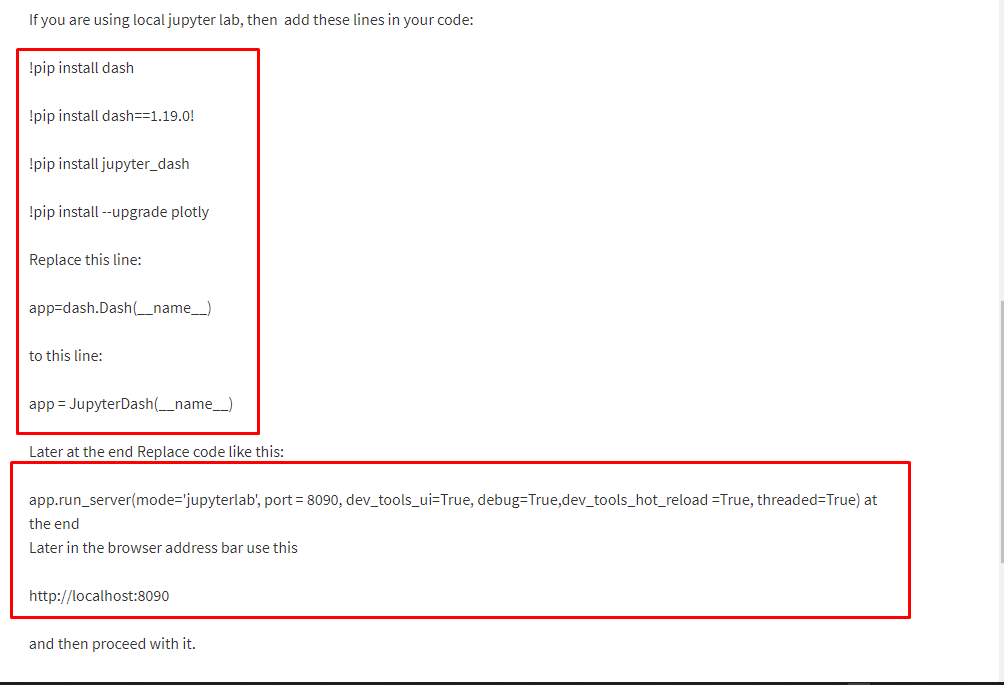 If you are using local jupyter lab, then  add these lines in your code:
!pip install dash
!pip install dash==1.19.0!
!pip install jupyter_dash
!pip install --upgrade plotly
Replace this line:
app=dash.Dash(__name__)
to this line:
app = JupyterDash(__name__)
Later at the end Replace code like this:
app.run_server(mode='jupyterlab', port = 8090, dev_tools_ui=True, debug=True,dev_tools_hot_reload =True, threaded=True) at
the end
Later in the browser address bar use this
http://localhost:8090
and then proceed with it.